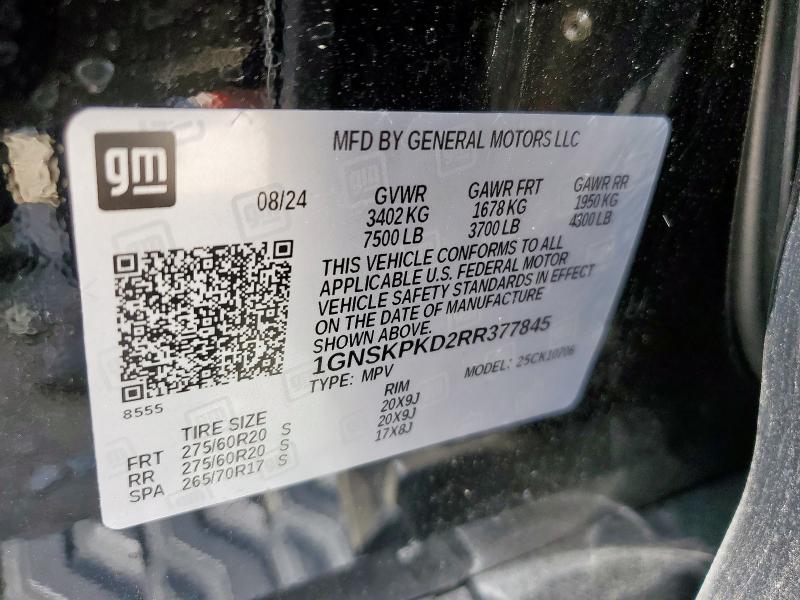 gm
MFD BY GENERAL MOTORS LLC
08/24
GVWR
3402 KG
7500 LB
GAWR FRT
1678 KG
3700 LB
GAWR RR
1950 KG
4300 LB
THIS VEHICLE CONFORMS TO ALL
APPLICABLE U.S. FEDERAL MOTOR
VEHICLE SAFETY STANDARDS IN EFFECT
ON THE DATE OF MANUFACTURE
SHOWN ABOVE.
1GNSKPKD2RR377845
TYPE: MPV
MODEL: 25CK10706
8555
TIRE SIZE
RIM
FRT 275/60R20 S 20X9J
RR 275/60R20 S 20X9J
SPA 265/70R17 S 17X8J